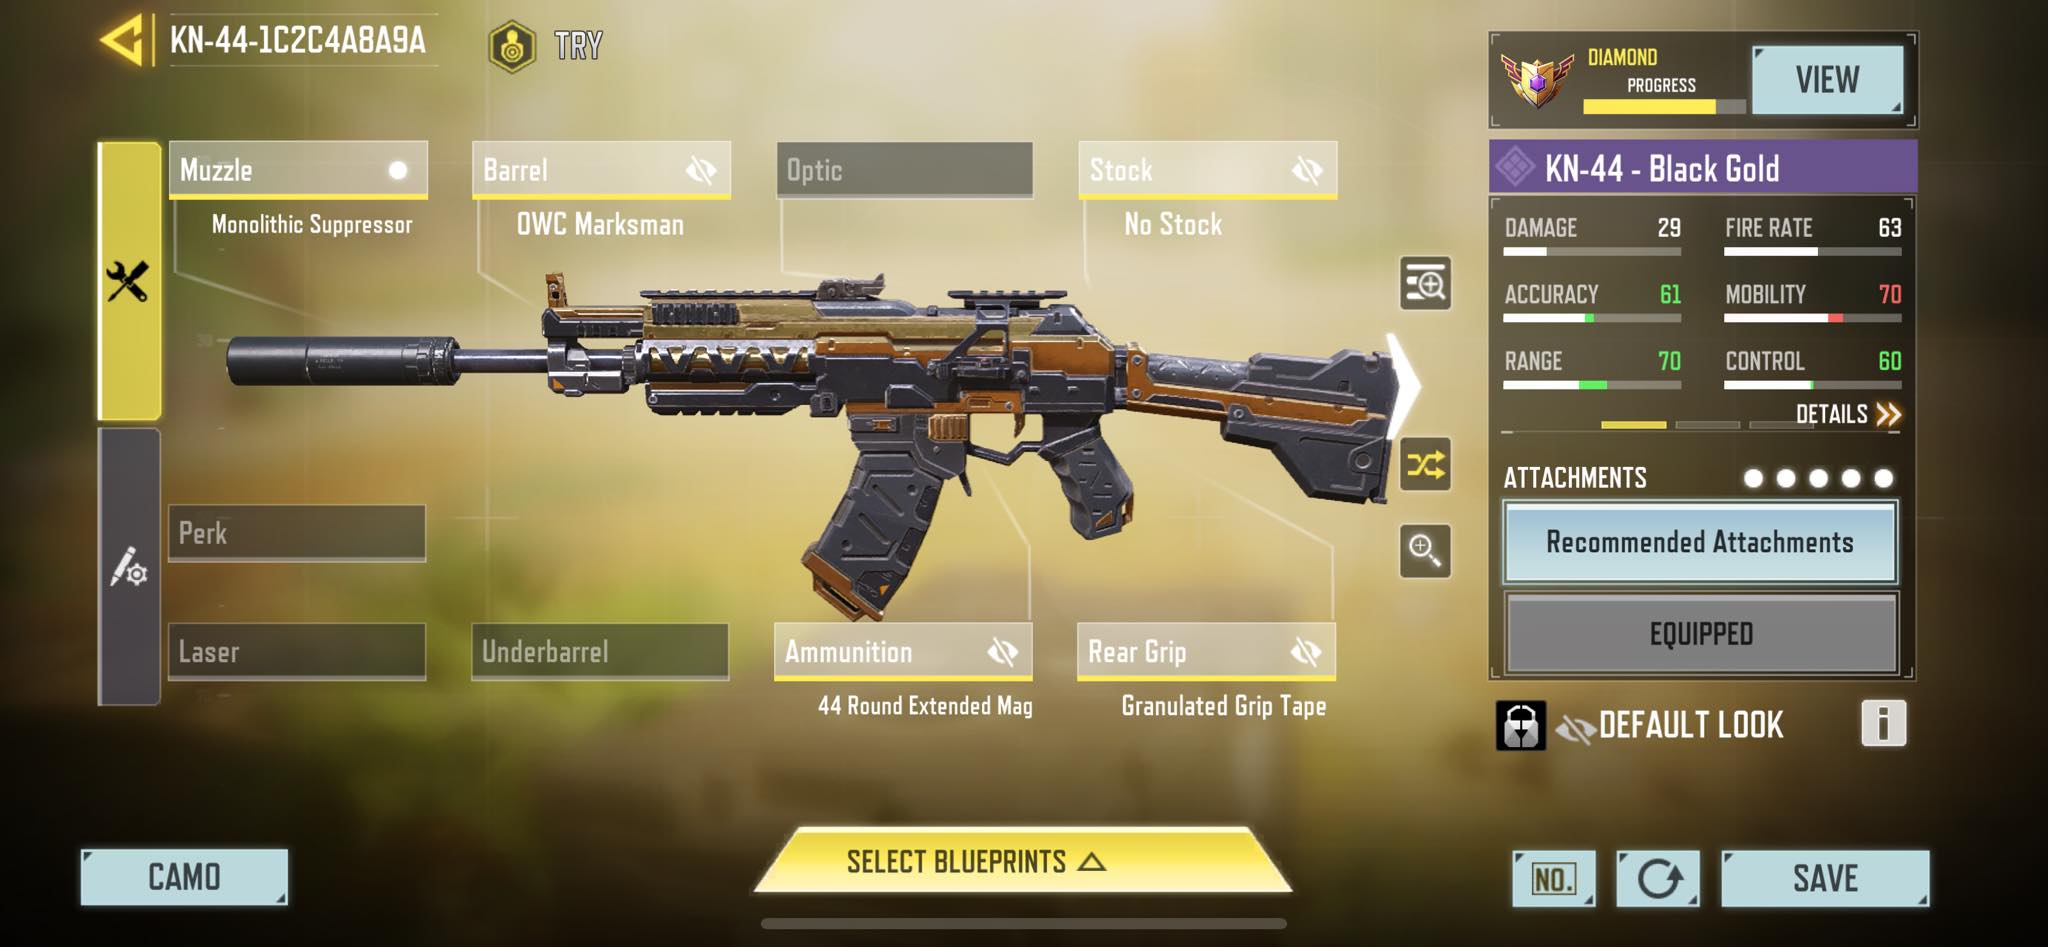 KN-44-1C2C4A8A9A
TRY
DIAMOND
PROGRESS
VIEW
Muzzle
Monolithic Suppressor
Barrel
OWC Marksman
Optic
Stock
No Stock
KN-44 - Black Gold
DAMAGE 29
FIRE RATE 63
ACCURACY 61
MOBILITY 70
RANGE 70
CONTROL 60
DETAILS
ATTACHMENTS
Recommended Attachments
EQUIPPED
Perk
Laser
Underbarrel
Ammunition
44 Round Extended Mag
Rear Grip
Granulated Grip Tape
DEFAULT LOOK
i
CAMO
SELECT BLUEPRINTS
NO.
SAVE